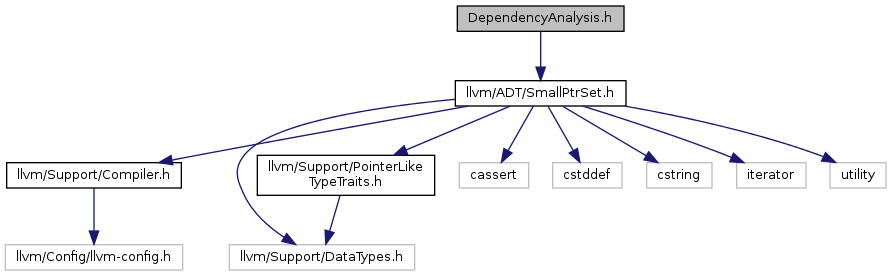 DependencyAnalysis.h
llvm/ADT/SmallPtrSet.h
llvm/Support/Compiler.h
llvm/Support/PointerLike
TypeTraits.h
cassert
cstddef
cstring
iterator
utility
llvm/Config/llvm-config.h
llvm/Support/DataTypes.h